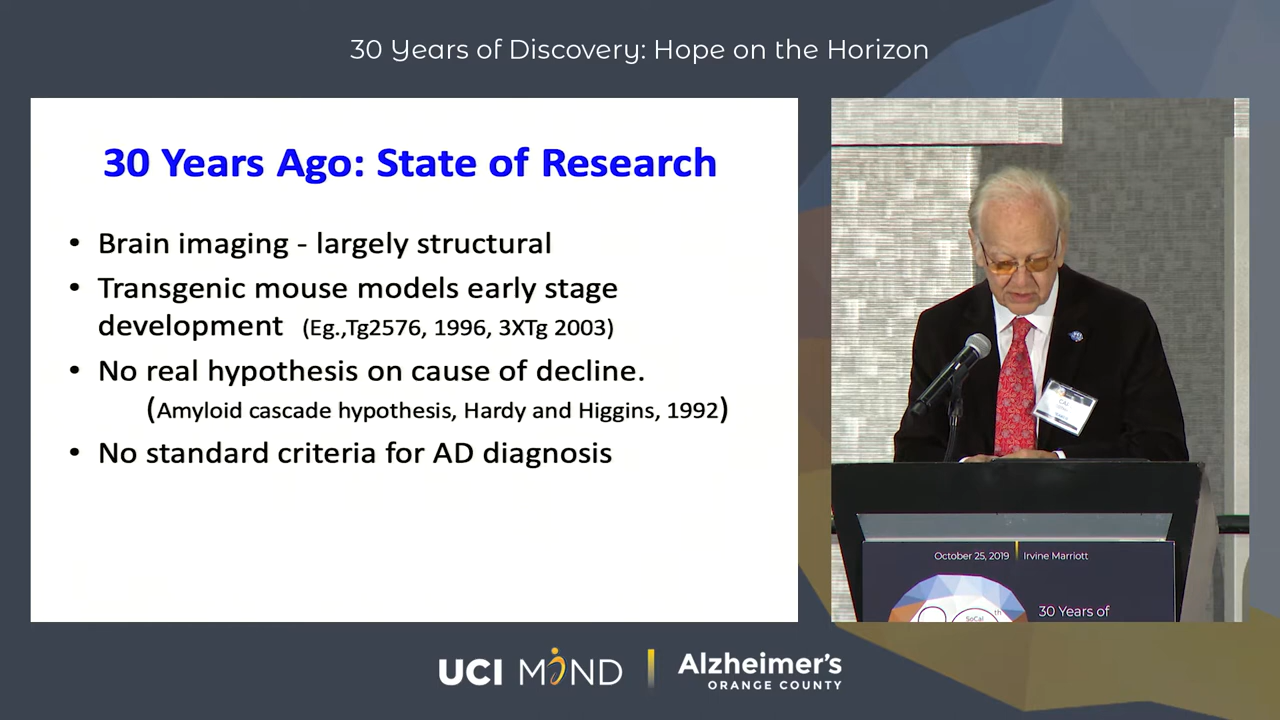 30 Years of Discovery: Hope on the Horizon
30 Years Ago: State of Research
• Brain imaging - largely structural
• Transgenic mouse models early stage
development (Eg.,Tg2576, 1996, 3XTg 2003)
• No real hypothesis on cause of decline.
(Amyloid cascade hypothesis, Hardy and Higgins, 1992)
• No standard criteria for AD diagnosis
October 25, 2019 | Irvine Marriott
th
SoCal
30 Years of
UCI MIND | Alzheimer's
ORANGE COUNTY